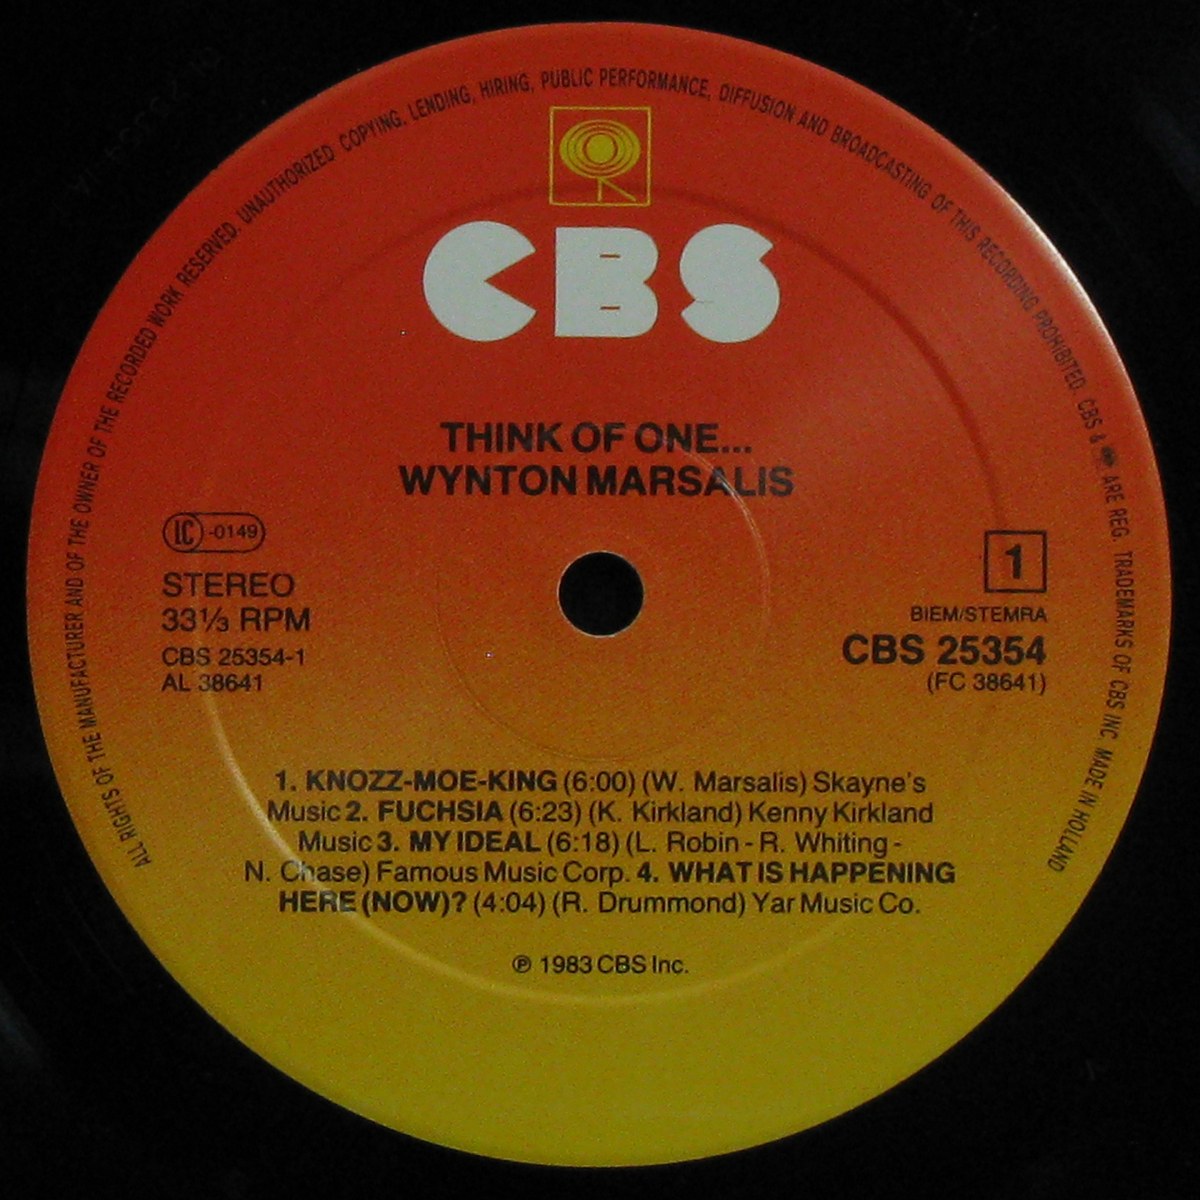 ALL RIGHTS OF THE MANUFACTURER AND OF THE OWNER OF THE RECORDED WORK RESERVED. UNAUTHORIZED COPYING, LENDING, HIRING, PUBLIC PERFORMANCE, DIFFUSION AND BROADCASTING OF THIS RECORDING PROHIBITED. CBS & ARE REG. TRADEMARKS OF CBS INC. MADE IN HOLLAND
CBS
THINK OF ONE...
WYNTON MARSALIS
LC -0149
STEREO
33⅓ RPM
CBS 25354-1
AL 38641
1
BIEM/STEMRA
CBS 25354
(FC 38641)
1. KNOZZ-MOE-KING (6:00) (W. Marsalis) Skayne's
Music 2. FUCHSIA (6:23) (K. Kirkland) Kenny Kirkland
Music 3. MY IDEAL (6:18) (L. Robin - R. Whiting -
N. Chase) Famous Music Corp. 4. WHAT IS HAPPENING
HERE (NOW)? (4:04) (R. Drummond) Yar Music Co.
℗ 1983 CBS Inc.